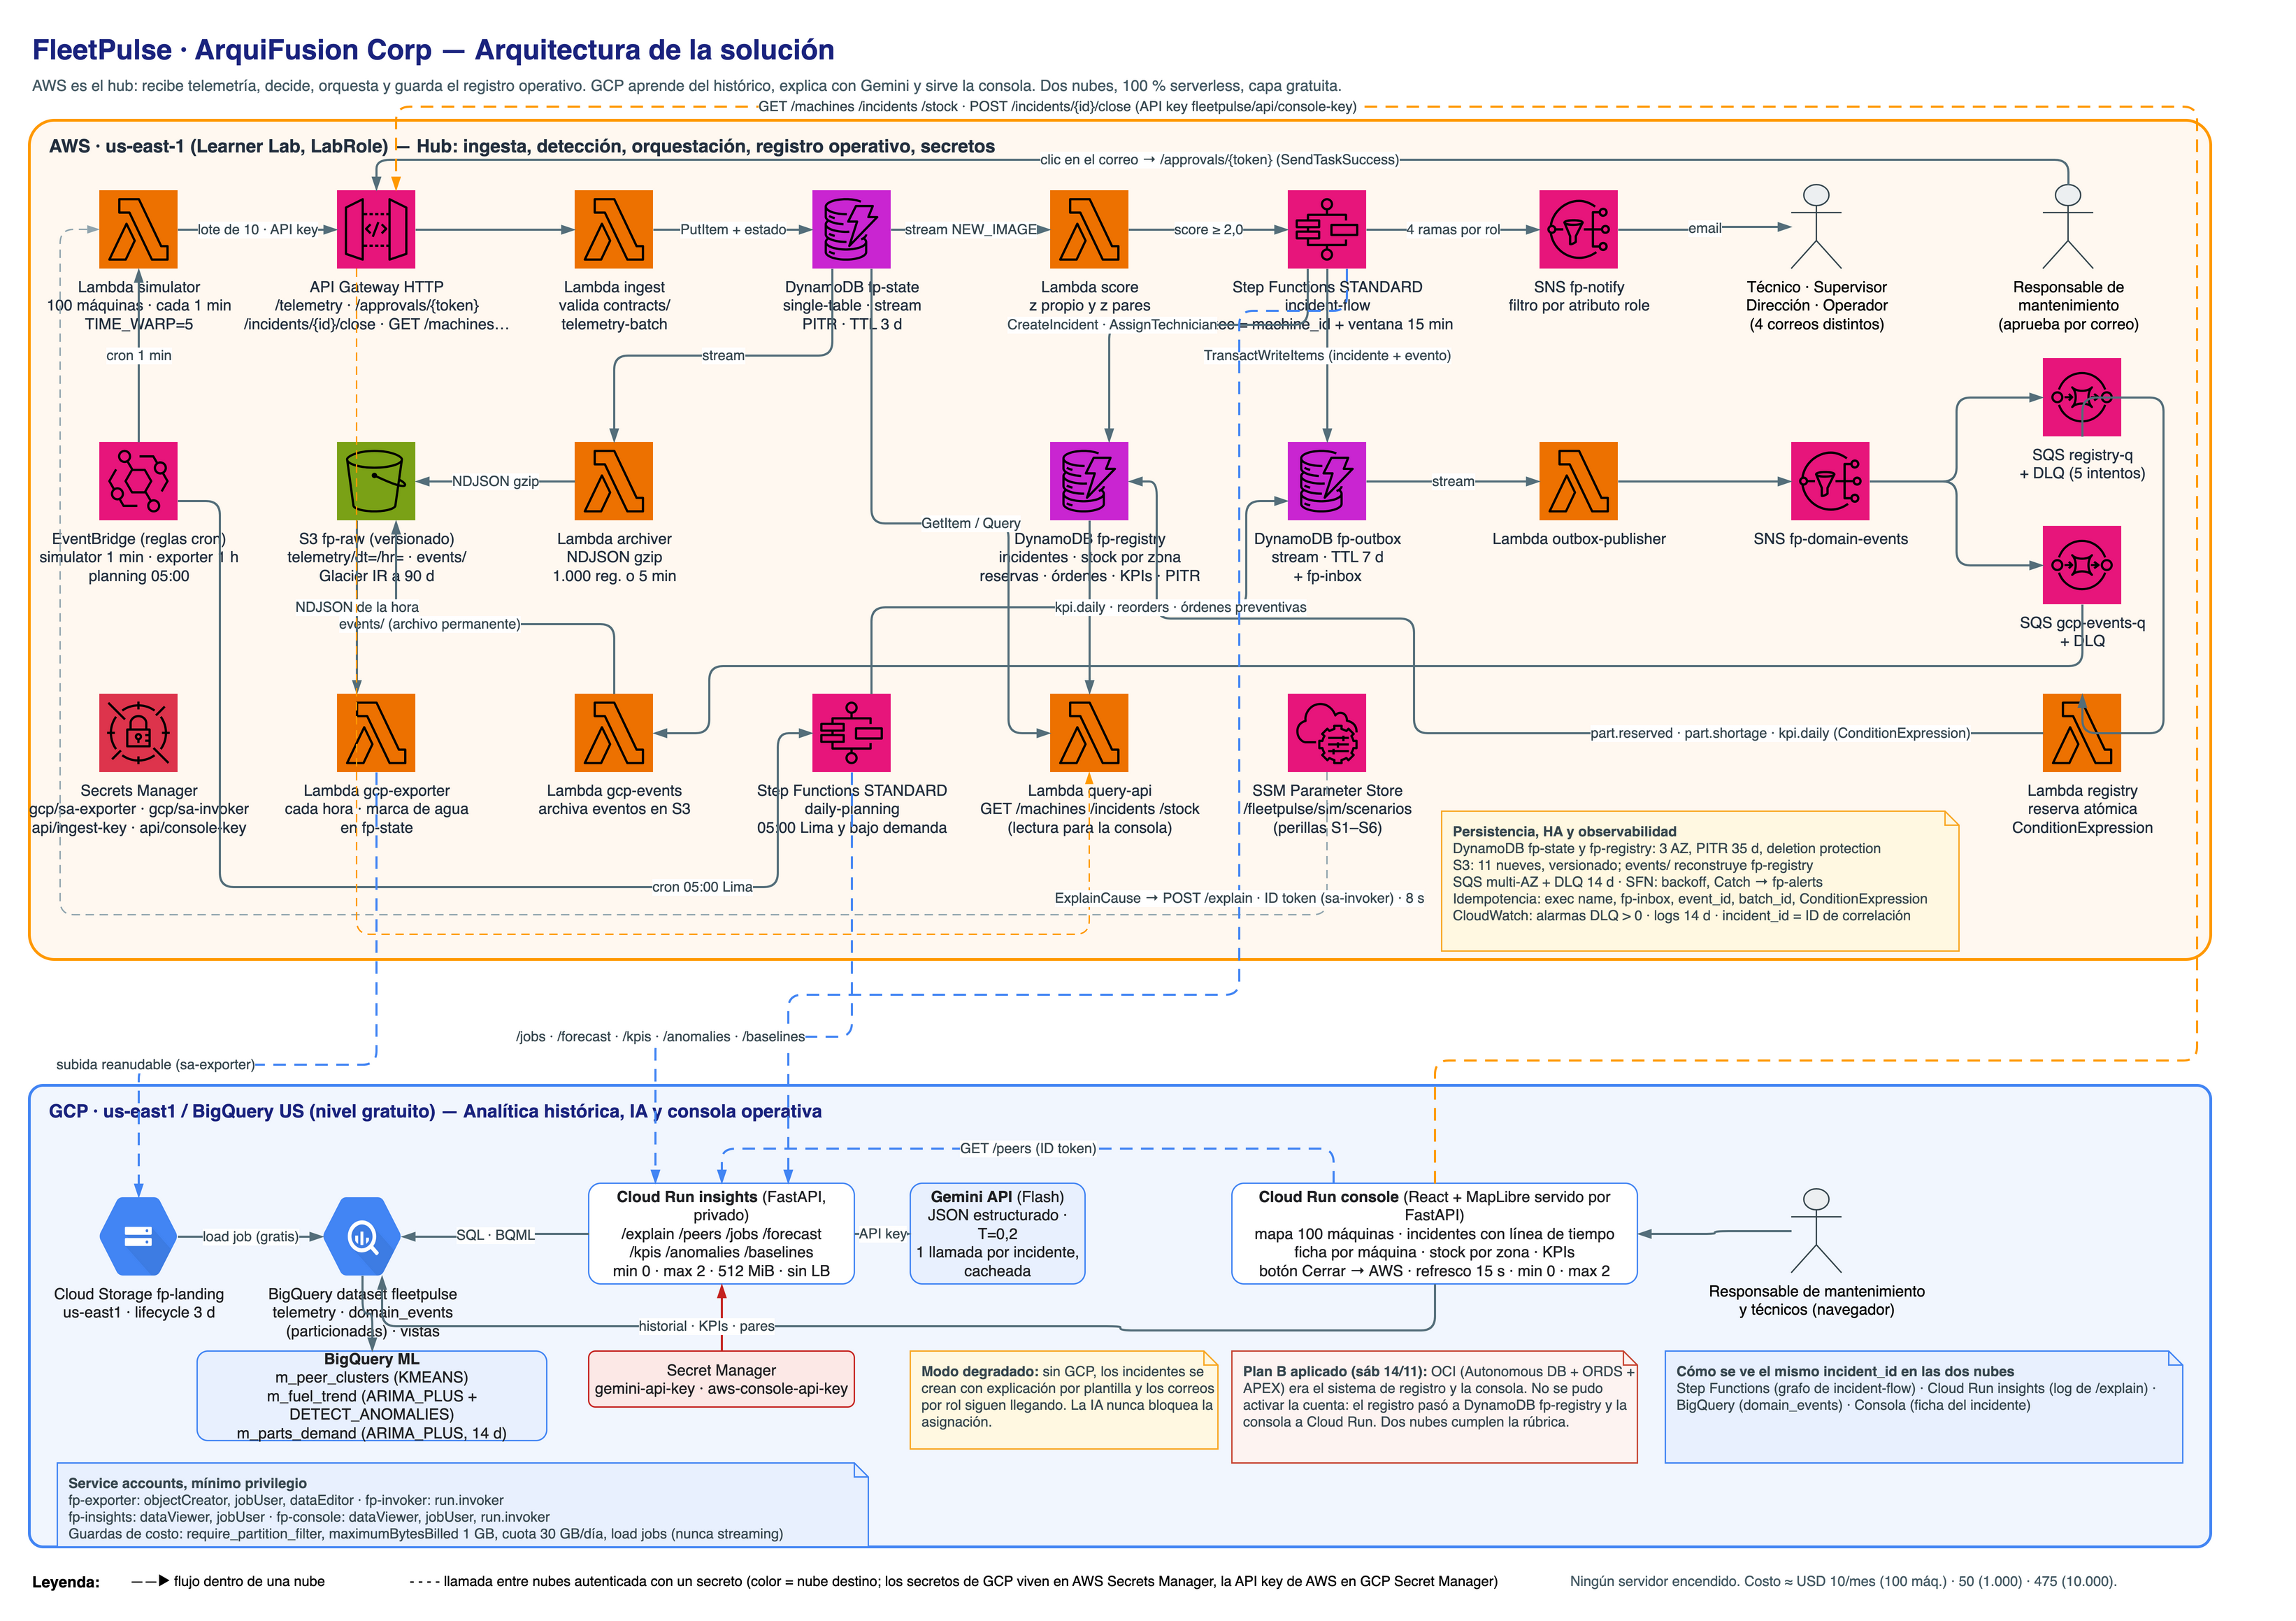 FleetPulse · ArquiFusion Corp — Arquitectura de la solución
AWS es el hub: recibe telemetría, decide, orquesta y guarda el registro operativo. GCP aprende del histórico, explica con Gemini y sirve la consola. Dos nubes, 100 % serverless, capa gratuita.
GET /machines /incidents /stock · POST /incidents/{id}/close (API key fleetpulse/api/console-key)
AWS · us-east-1 (Learner Lab, LabRole) — Hub: ingesta, detección, orquestación, registro operativo, secretos
clic en el correo → /approvals/{token} (SendTaskSuccess)
lote de 10 · API key
PutItem + estado
stream NEW_IMAGE
score ≥ 2,0
4 ramas por rol
email
Lambda simulator
100 máquinas · cada 1 min
TIME_WARP=5
API Gateway HTTP
/telemetry · /approvals/{token}
/incidents/{id}/close · GET /machines…
Lambda ingest
valida contracts/
telemetry-batch
DynamoDB fp-state
single-table · stream
PITR · TTL 3 d
Lambda score
z propio y z pares
Step Functions STANDARD
incident-flow
= machine_id + ventana 15 min
SNS fp-notify
filtro por atributo role
Técnico · Supervisor
Dirección · Operador
(4 correos distintos)
Responsable de
mantenimiento
(aprueba por correo)
CreateIncident · AssignTechnician
cron 1 min
stream
TransactWriteItems (incidente + evento)
NDJSON gzip
stream
SQS registry-q
+ DLQ (5 intentos)
GetItem / Query
EventBridge (reglas cron)
simulator 1 min · exporter 1 h
planning 05:00
S3 fp-raw (versionado)
telemetry/dt=/hr= · events/
Glacier IR a 90 d
Lambda archiver
NDJSON gzip
1.000 reg. o 5 min
DynamoDB fp-registry
incidentes · stock por zona
reservas · órdenes · KPIs · PITR
DynamoDB fp-outbox
stream · TTL 7 d
+ fp-inbox
Lambda outbox-publisher
SNS fp-domain-events
SQS gcp-events-q
+ DLQ
NDJSON de la hora
events/ (archivo permanente)
kpi.daily · reorders · órdenes preventivas
part.reserved · part.shortage · kpi.daily (ConditionExpression)
Secrets Manager
gcp/sa-exporter · gcp/sa-invoker
api/ingest-key · api/console-key
Lambda gcp-exporter
cada hora · marca de agua
en fp-state
Lambda gcp-events
archiva eventos en S3
Step Functions STANDARD
daily-planning
05:00 Lima y bajo demanda
Lambda query-api
GET /machines /incidents /stock
(lectura para la consola)
SSM Parameter Store
/fleetpulse/sim/scenarios
(perillas S1–S6)
Lambda registry
reserva atómica
ConditionExpression
Persistencia, HA y observabilidad
DynamoDB fp-state y fp-registry: 3 AZ, PITR 35 d, deletion protection
S3: 11 nueves, versionado; events/ reconstruye fp-registry
SQS multi-AZ + DLQ 14 d · SFN: backoff, Catch → fp-alerts
Idempotencia: exec name, fp-inbox, event_id, batch_id, ConditionExpression
CloudWatch: alarmas DLQ > 0 · logs 14 d · incident_id = ID de correlación
cron 05:00 Lima
ExplainCause → POST /explain · ID token (sa-invoker) · 8 s
/jobs · /forecast · /kpis · /anomalies · /baselines
subida reanudable (sa-exporter)
GCP · us-east1 / BigQuery US (nivel gratuito) — Analítica histórica, IA y consola operativa
GET /peers (ID token)
load job (gratis)
SQL · BQML
API key
Cloud Run insights (FastAPI,
privado)
/explain /peers /jobs /forecast
/kpis /anomalies /baselines
min 0 · max 2 · 512 MiB · sin LB
Gemini API (Flash)
JSON estructurado ·
T=0,2
1 llamada por incidente,
cacheada
Cloud Run console (React + MapLibre servido por
FastAPI)
mapa 100 máquinas · incidentes con línea de tiempo
ficha por máquina · stock por zona · KPIs
botón Cerrar → AWS · refresco 15 s · min 0 · max 2
Cloud Storage fp-landing
us-east1 · lifecycle 3 d
BigQuery dataset fleetpulse
telemetry · domain_events
(particionadas) · vistas
Responsable de mantenimiento
y técnicos (navegador)
historial · KPIs · pares
BigQuery ML
m_peer_clusters (KMEANS)
m_fuel_trend (ARIMA_PLUS +
DETECT_ANOMALIES)
m_parts_demand (ARIMA_PLUS, 14 d)
Secret Manager
gemini-api-key · aws-console-api-key
Modo degradado: sin GCP, los incidentes se
crean con explicación por plantilla y los correos
por rol siguen llegando. La IA nunca bloquea la
asignación.
Plan B aplicado (sáb 14/11): OCI (Autonomous DB + ORDS +
APEX) era el sistema de registro y la consola. No se pudo
activar la cuenta: el registro pasó a DynamoDB fp-registry y la
consola a Cloud Run. Dos nubes cumplen la rúbrica.
Cómo se ve el mismo incident_id en las dos nubes
Step Functions (grafo de incident-flow) · Cloud Run insights (log de /explain) ·
BigQuery (domain_events) · Consola (ficha del incidente)
Service accounts, mínimo privilegio
fp-exporter: objectCreator, jobUser, dataEditor · fp-invoker: run.invoker
fp-insights: dataViewer, jobUser · fp-console: dataViewer, jobUser, run.invoker
Guardas de costo: require_partition_filter, maximumBytesBilled 1 GB, cuota 30 GB/día, load jobs (nunca streaming)
Leyenda:
flujo dentro de una nube
llamada entre nubes autenticada con un secreto (color = nube destino; los secretos de GCP viven en AWS Secrets Manager, la API key de AWS en GCP Secret Manager)
Ningún servidor encendido. Costo ≈ USD 10/mes (100 máq.) · 50 (1.000) · 475 (10.000).